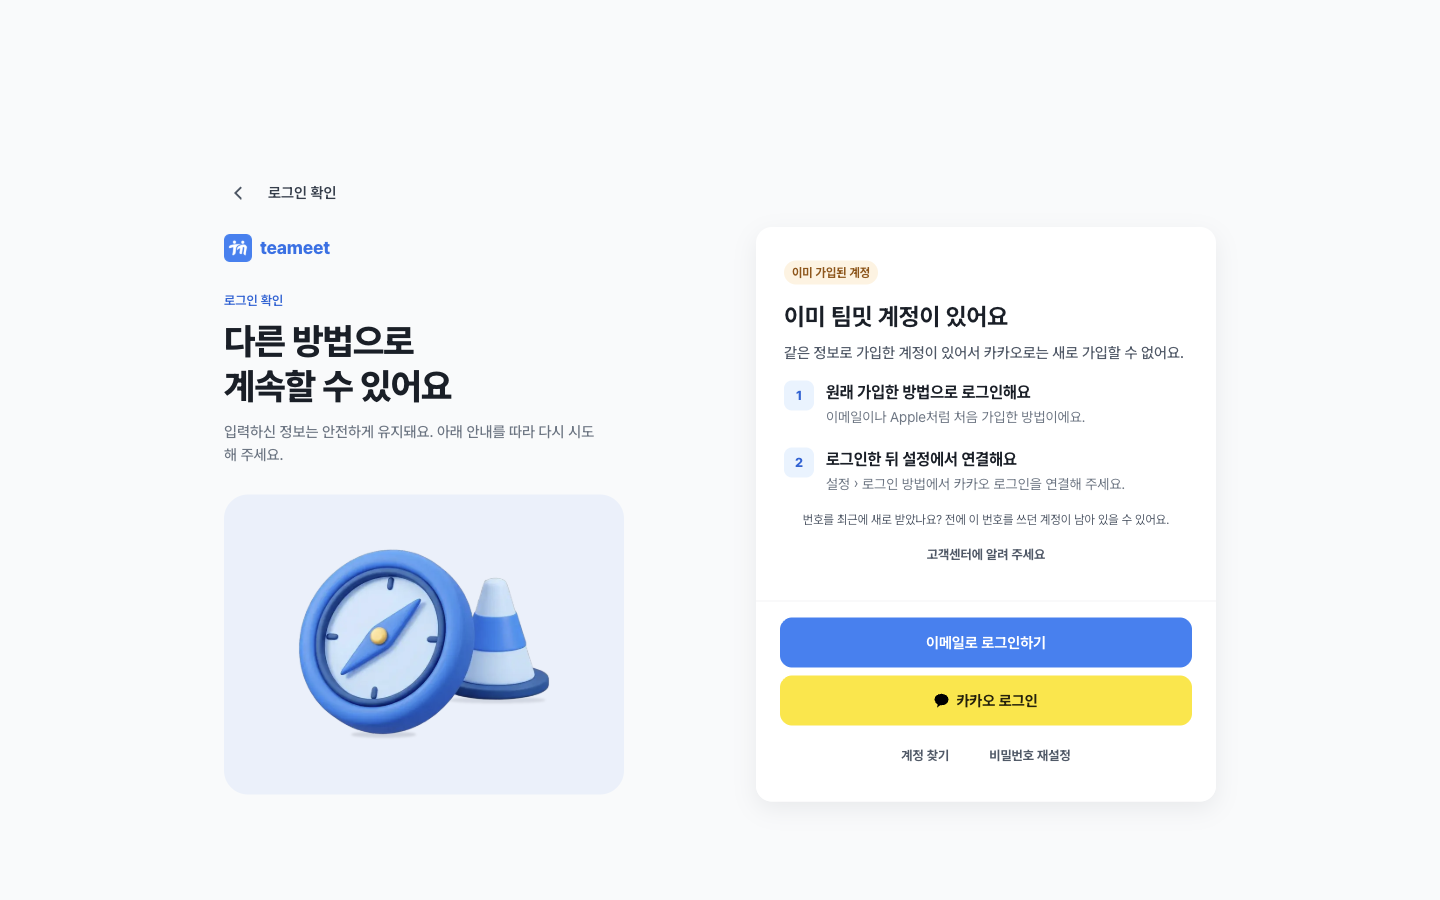 로그인 확인
teameet
로그인 확인
다른 방법으로
계속할 수 있어요
입력하신 정보는 안전하게 유지돼요. 아래 안내를 따라 다시 시도
해 주세요.
이미 가입된 계정
이미 팀밋 계정이 있어요
같은 정보로 가입한 계정이 있어서 카카오로는 새로 가입할 수 없어요.
1 원래 가입한 방법으로 로그인해요
이메일이나 Apple처럼 처음 가입한 방법이에요.
2 로그인한 뒤 설정에서 연결해요
설정 › 로그인 방법에서 카카오 로그인을 연결해 주세요.
번호를 최근에 새로 받았나요? 전에 이 번호를 쓰던 계정이 남아 있을 수 있어요.
고객센터에 알려 주세요
이메일로 로그인하기
카카오 로그인
계정 찾기 비밀번호 재설정